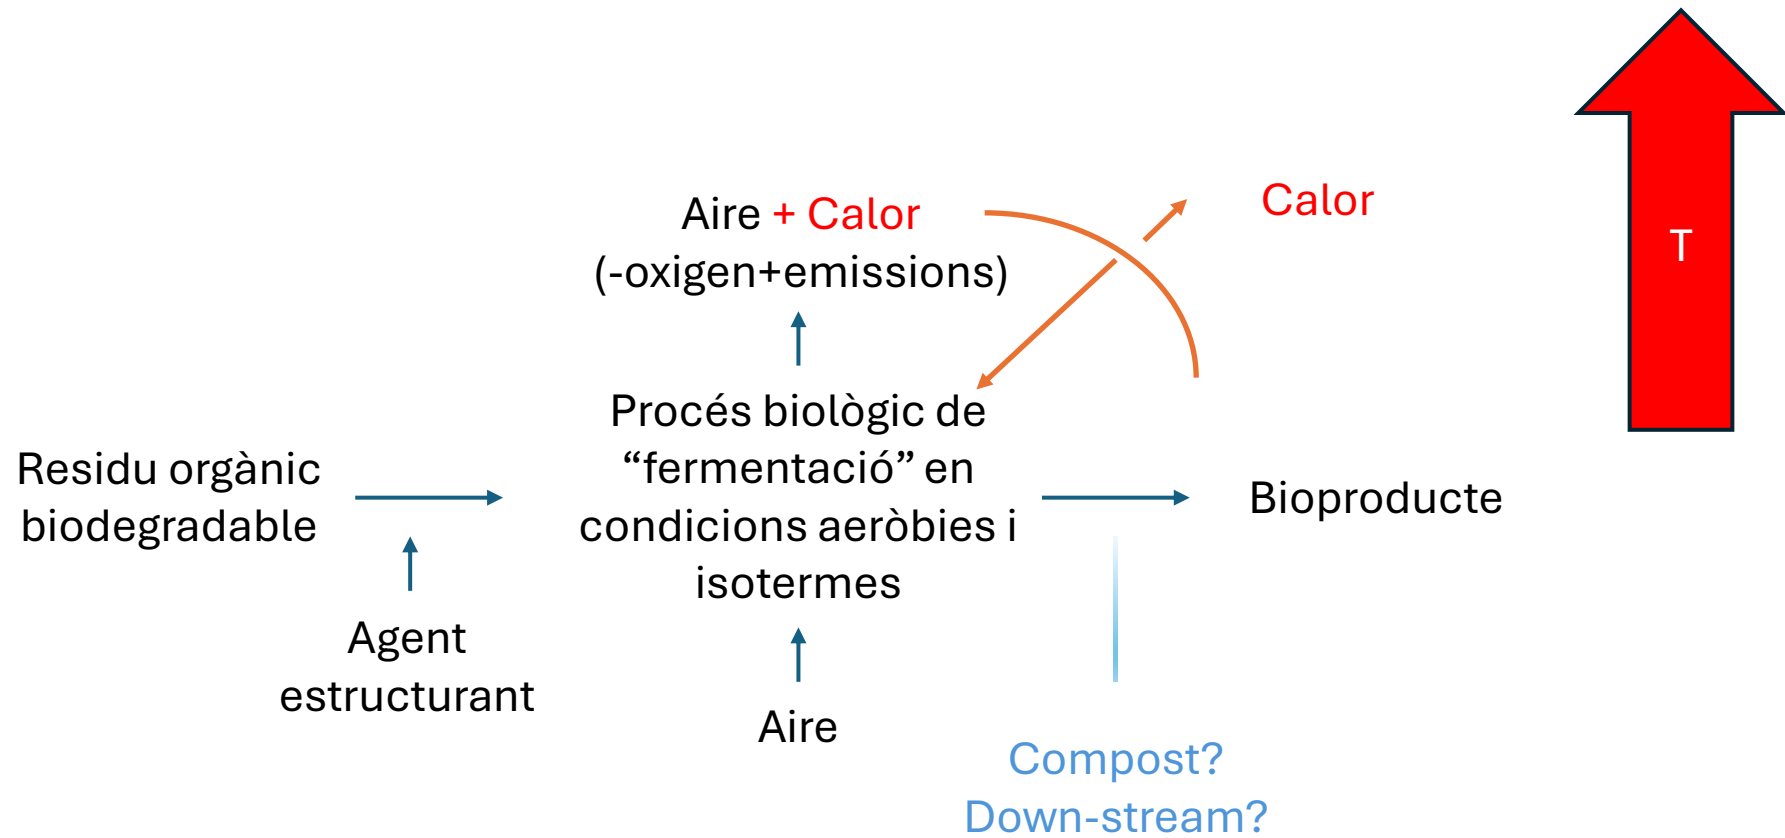 Aire + Calor
(-oxigen+emissions)
Calor
T
Residu orgànic
biodegradable
Procés biològic de
“fermentació” en
condicions aeròbies i
isotermes
Bioproducte
Agent
estructurant
Aire
Compost?
Down-stream?